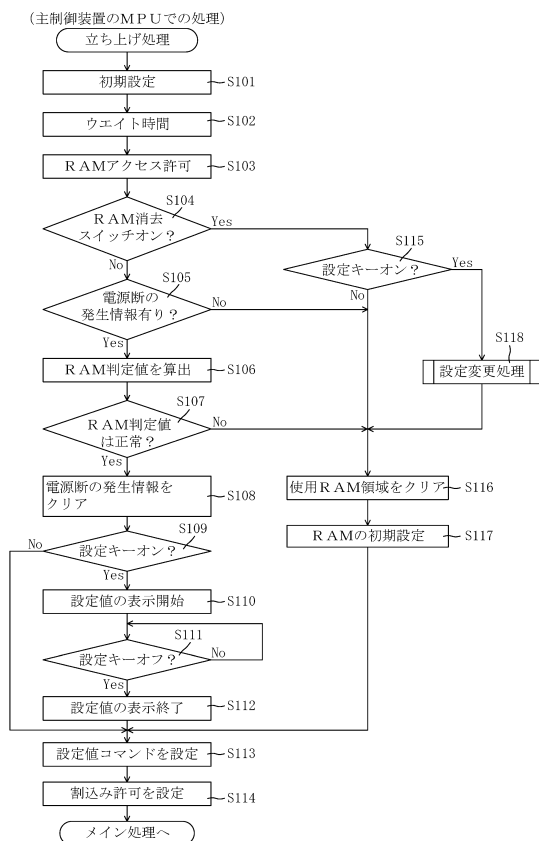 (主制御装置のMPUでの処理)
立ち上げ処理
初期設定 S101
ウエイト時間 S102
RAMアクセス許可 S103
S104
RAM消去
スイッチオン？
Yes
No
S115
設定キーオン？
Yes
No
S105
電源断の
発生情報有り？
No
Yes
S118
設定変更処理
RAM判定値を算出 S106
S107
RAM判定値
は正常？
No
Yes
電源断の発生情報を
クリア
S108
使用RAM領域をクリア S116
RAMの初期設定 S117
S109
No
設定キーオン？
Yes
設定値の表示開始 S110
S111
設定キーオフ？
No
Yes
設定値の表示終了 S112
設定値コマンドを設定 S113
割込み許可を設定 S114
メイン処理へ